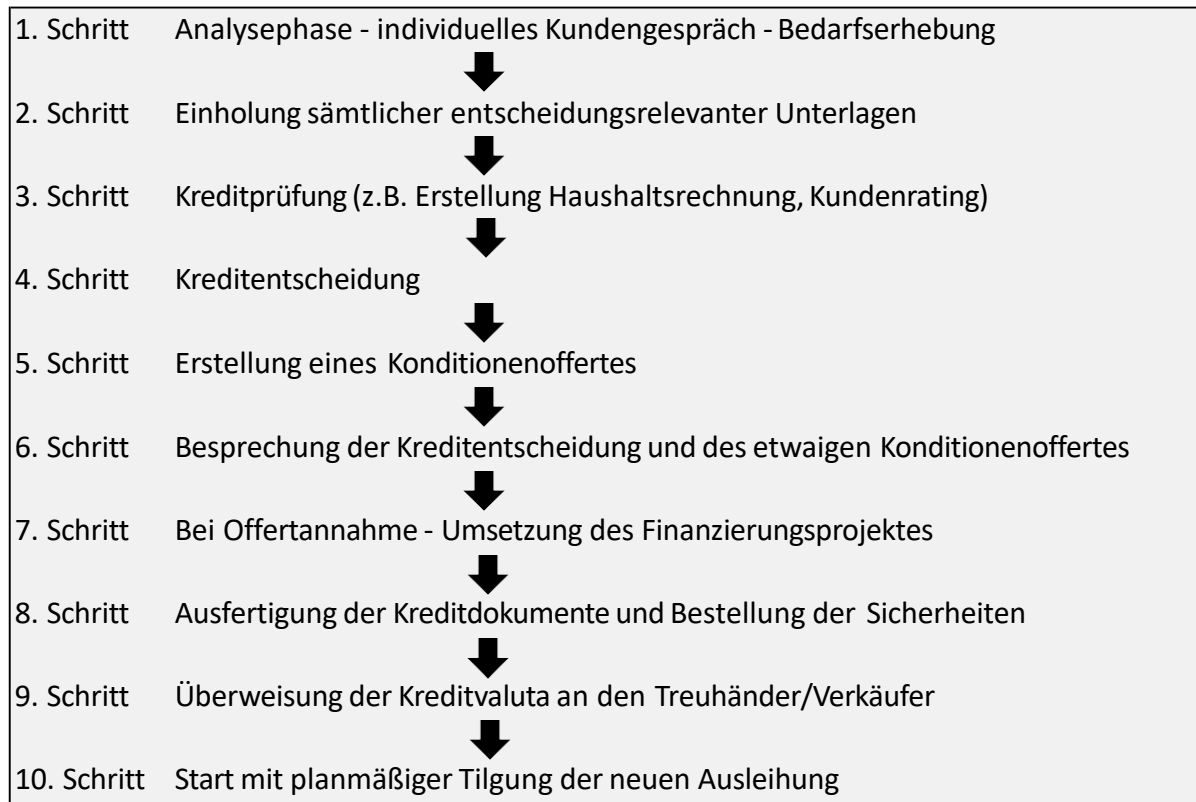 1. Schritt Analysephase - individuelles Kundengespräch - Bedarfserhebung
2. Schritt Einholung sämtlicher entscheidungsrelevanter Unterlagen
3. Schritt Kreditprüfung (z.B. Erstellung Haushaltsrechnung, Kundenrating)
4. Schritt Kreditentscheidung
5. Schritt Erstellung eines Konditionenoffertes
6. Schritt Besprechung der Kreditentscheidung und des etwaigen Konditionenoffertes
7. Schritt Bei Offertannahme - Umsetzung des Finanzierungsprojektes
8. Schritt Ausfertigung der Kreditdokumente und Bestellung der Sicherheiten
9. Schritt Überweisung der Kreditvaluta an den Treuhänder/Verkäufer
10. Schritt Start mit planmäßiger Tilgung der neuen Ausleihung